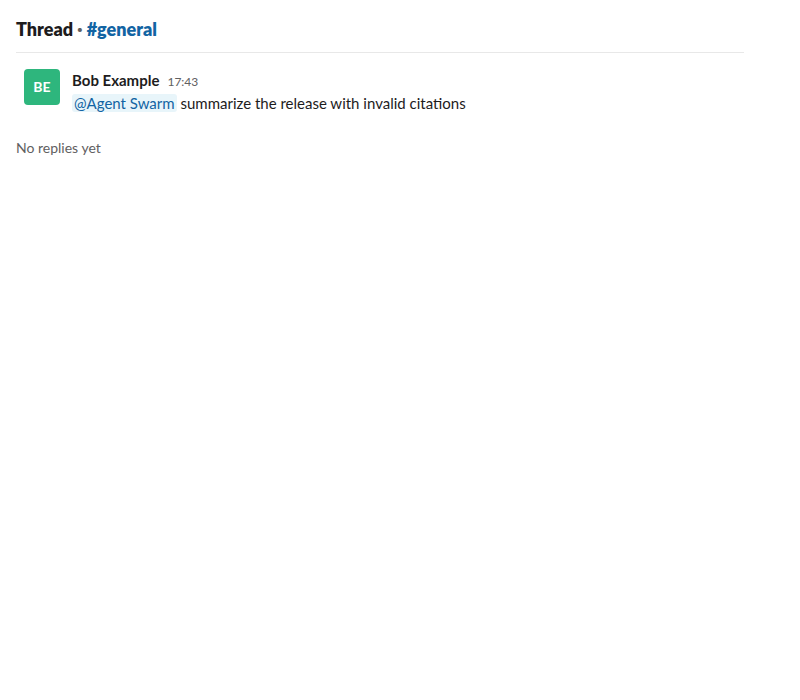 Thread • #general
BE
Bob Example 17:43
@Agent Swarm summarize the release with invalid citations
No replies yet